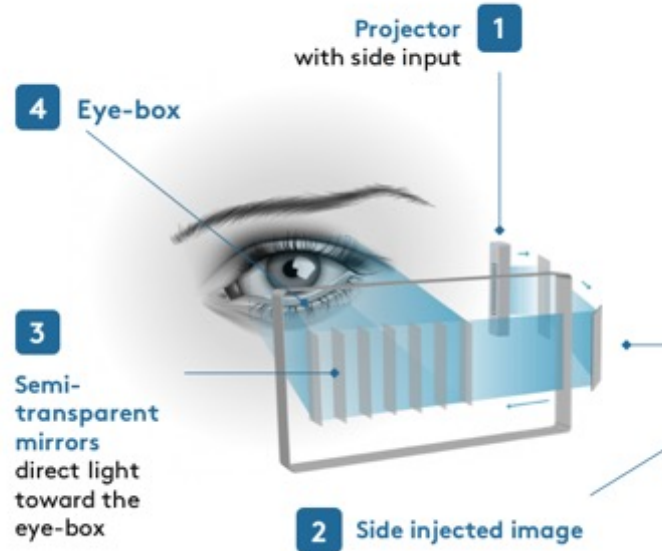 1
Projector
with side input
4
Eye-box
3
Semi-
transparent
mirrors
direct light
toward the
eye-box
2
Side injected image